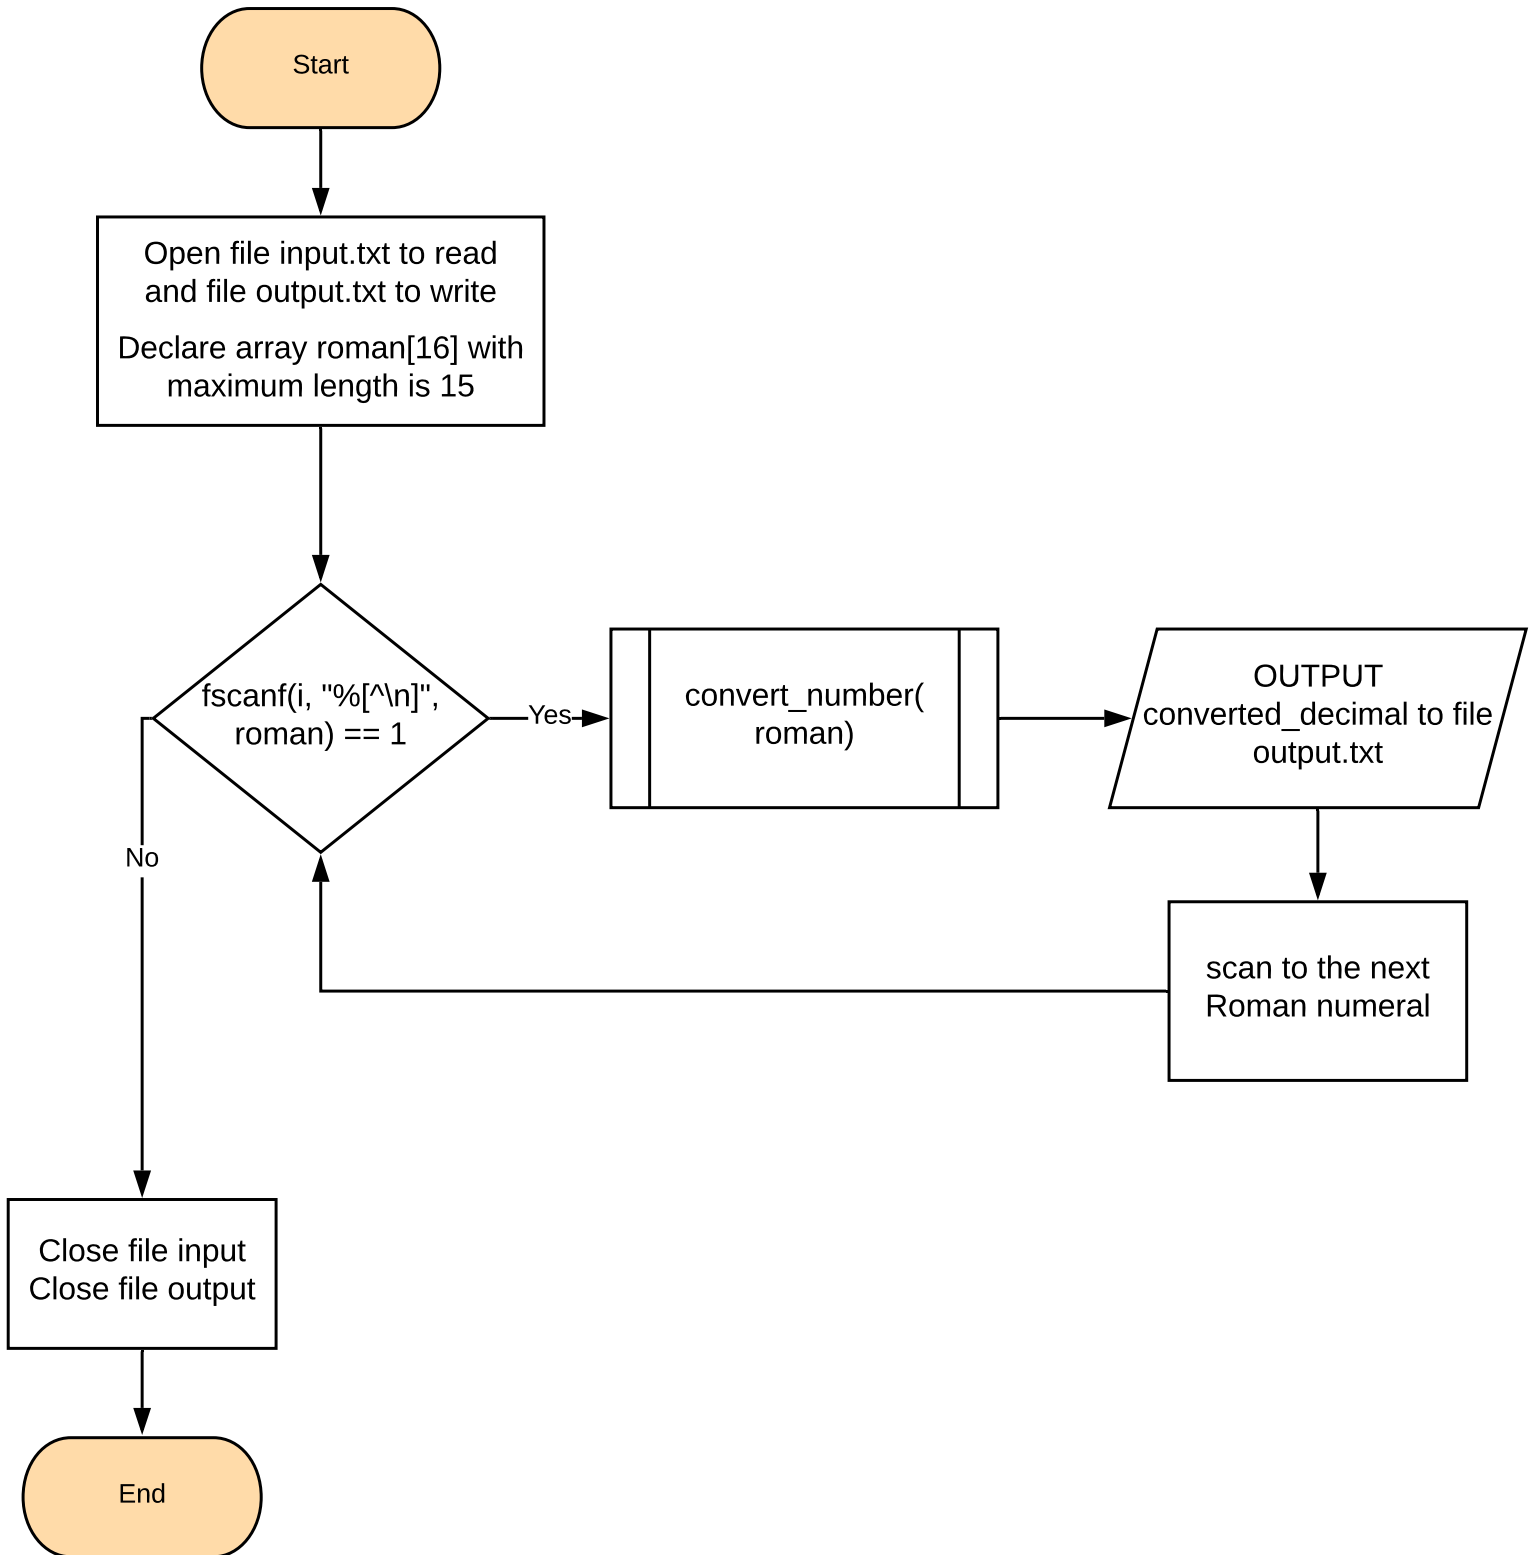 Start
Open file input.txt to read
and file output.txt to write
Declare array roman[16] with
maximum length is 15
fscanf(i, "%[^\n]",
roman) == 1
Yes
convert_number(
roman)
OUTPUT
converted_decimal to file
output.txt
No
scan to the next
Roman numeral
Close file input
Close file output
End